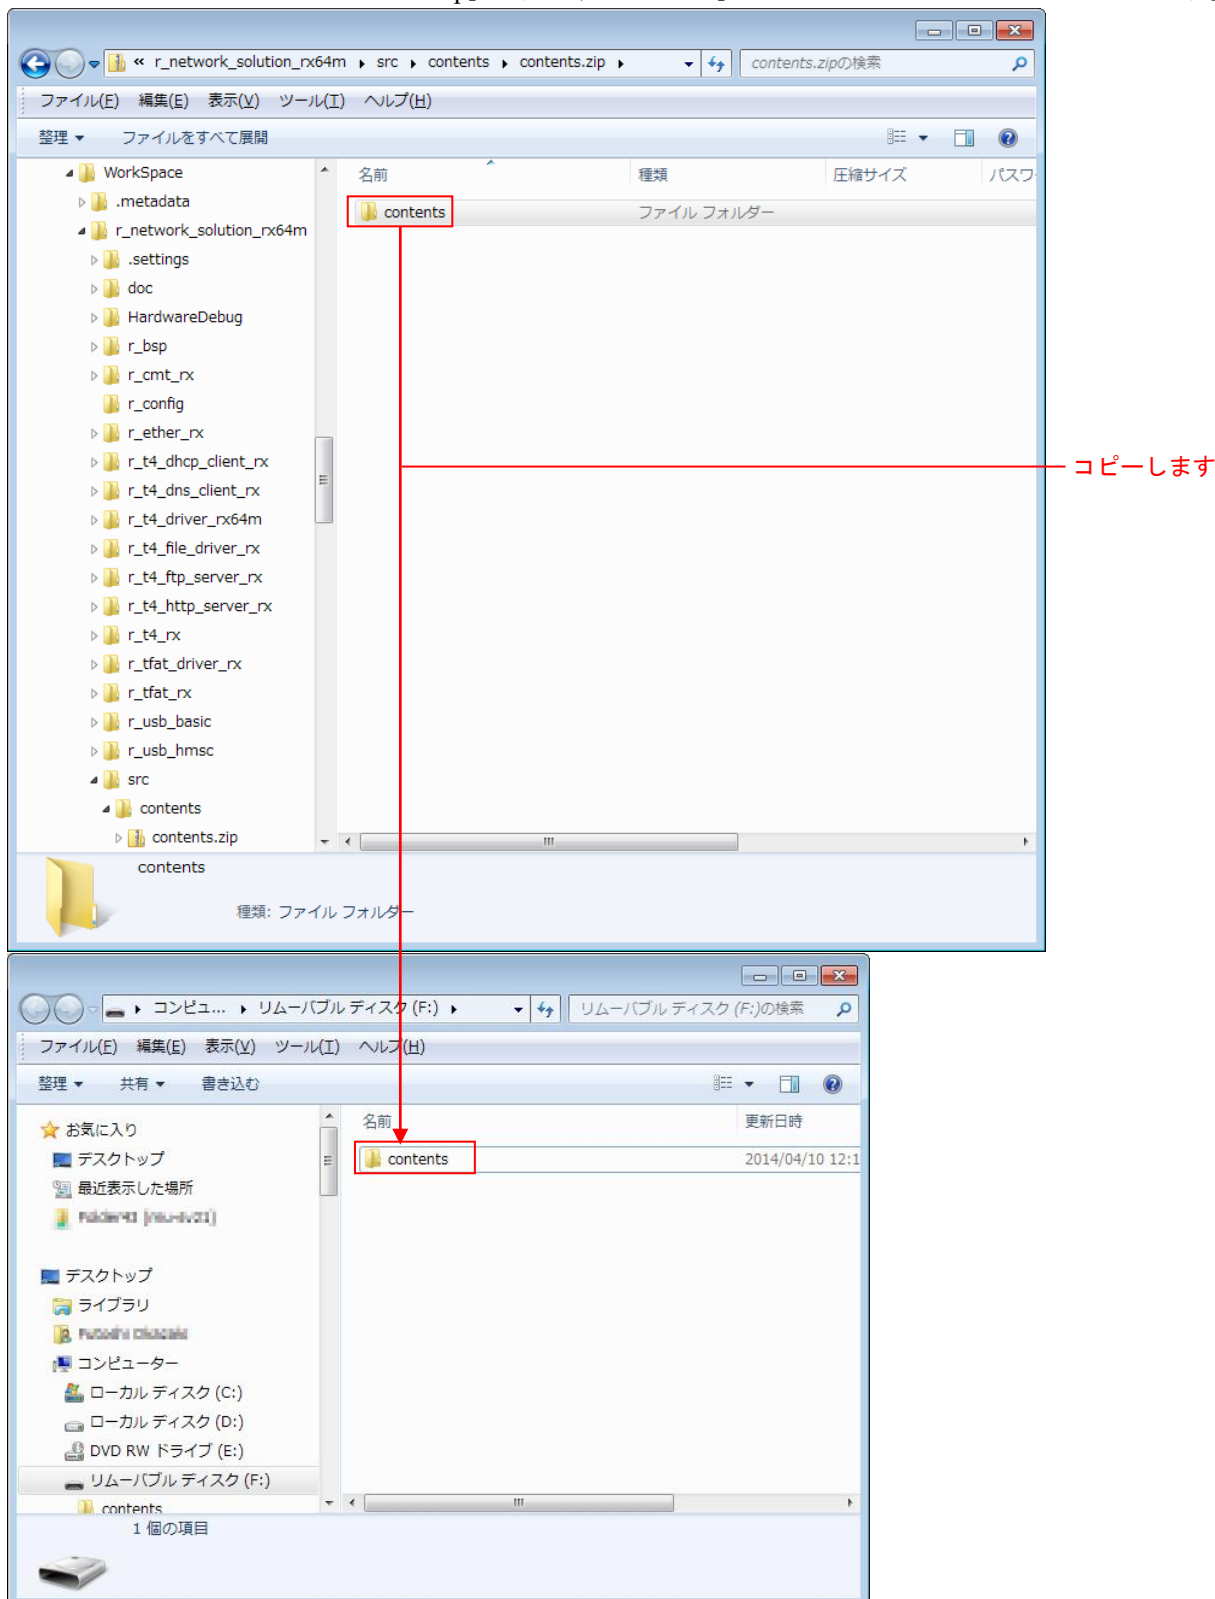 « r_network_solution_rx64m ▸ src ▸ contents ▸ contents.zip ▸
contents.zipの検索
ファイル(F) 編集(E) 表示(V) ツール(T) ヘルプ(H)
整理 ファイルをすべて展開
WorkSpace
.metadata
r_network_solution_rx64m
.settings
doc
HardwareDebug
r_bsp
r_cmt_rx
r_config
r_ether_rx
r_t4_dhcp_client_rx
r_t4_dns_client_rx
r_t4_driver_rx64m
r_t4_file_driver_rx
r_t4_ftp_server_rx
r_t4_http_server_rx
r_t4_rx
r_tfat_driver_rx
r_tfat_rx
r_usb_basic
r_usb_hmsc
src
contents
contents.zip
名前 種類 圧縮サイズ パスワ
contents ファイル フォルダー
コピーします
contents
種類: ファイル フォルダー
▸ コンピュ... ▸ リムーバブル ディスク (F:) ▸
リムーバブル ディスク (F:)の検索
ファイル(F) 編集(E) 表示(V) ツール(T) ヘルプ(H)
整理 共有 書き込む
お気に入り
デスクトップ
最近表示した場所
デスクトップ
ライブラリ
コンピューター
ローカル ディスク (C:)
ローカル ディスク (D:)
DVD RW ドライブ (E:)
リムーバブル ディスク (F:)
contents
名前 更新日時
contents 2014/04/10 12:1
1 個の項目